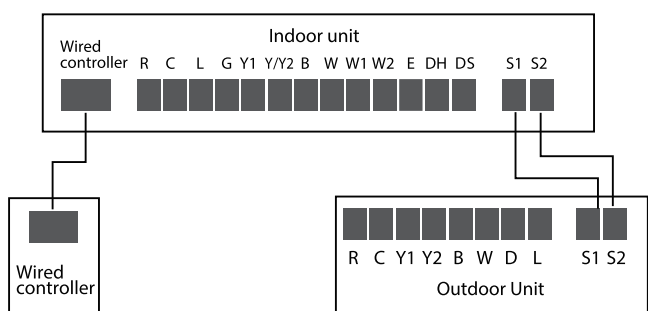 Indoor unit
Wired
controller
R C L G Y1 Y/Y2 B W W1 W2 E DH DS S1 S2
R C Y1 Y2 B W D L S1 S2
Outdoor Unit
Wired
controller